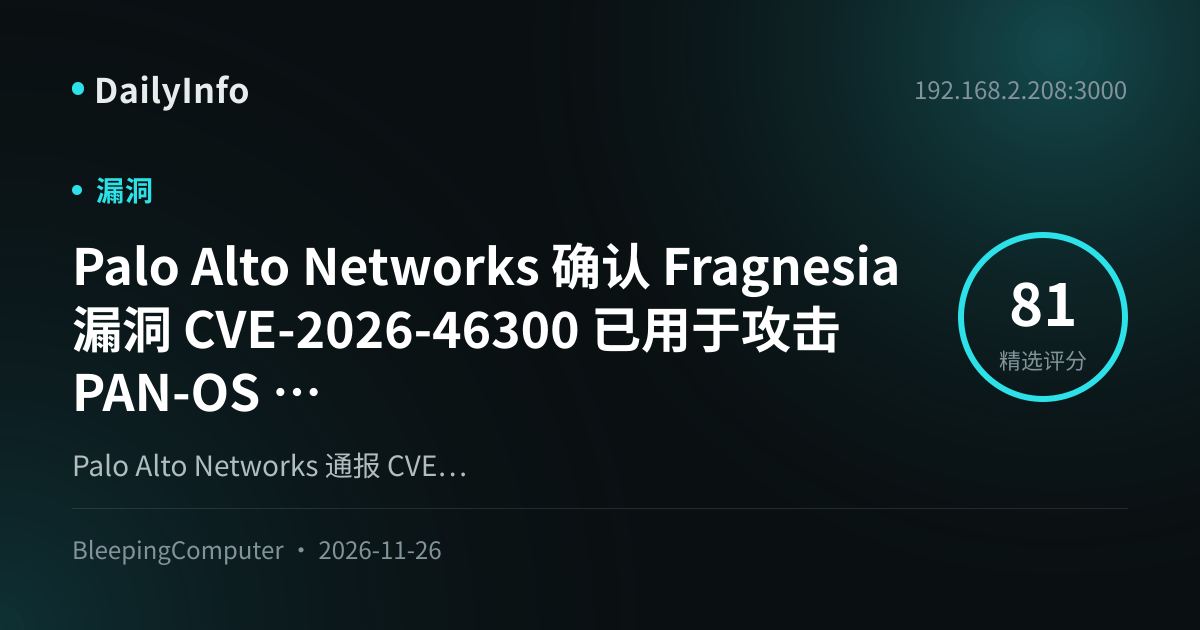 DailyInfo
192.168.2.208:3000
漏洞
Palo Alto Networks 确认 Fragnesia
漏洞 CVE-2026-46300 已用于攻击
PAN-OS …
81
精选评分
Palo Alto Networks 通报 CVE…
BleepingComputer · 2026-11-26